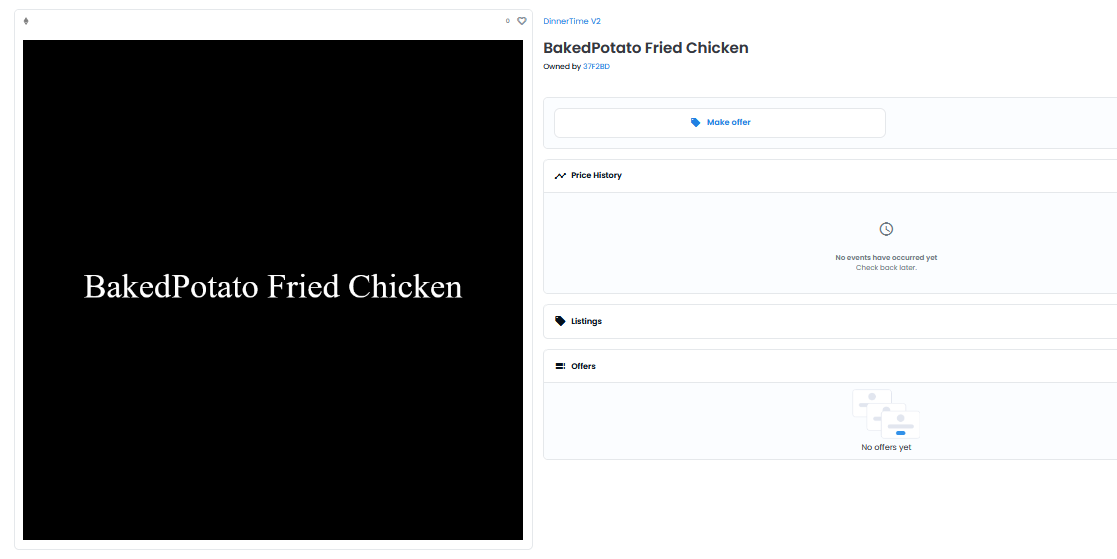 0
BakedPotato Fried Chicken
DinnerTime V2
BakedPotato Fried Chicken
Owned by 37F2BD
Make offer
Price History
No events have occurred yet
Check back later.
Listings
Offers
No offers yet